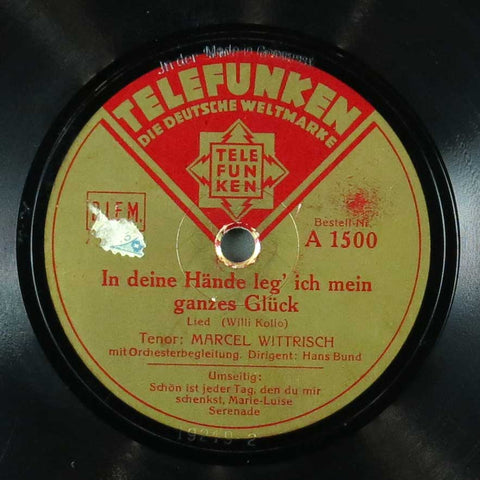 Made in Germany
TELEFUNKEN
DIE DEUTSCHE WELTMARKE
TELE
FUN
KEN
B.I.E.M.
Bestell-Nr.
A 1500
In deine Hände leg' ich mein
ganzes Glück
Lied (Willi Kollo)
Tenor: MARCEL WITTRISCH
mit Orchesterbegleitung. Dirigent: Hans Bund
Umseitig:
Schön ist jeder Tag, den du mir
schenkst, Marie-Luise
Serenade